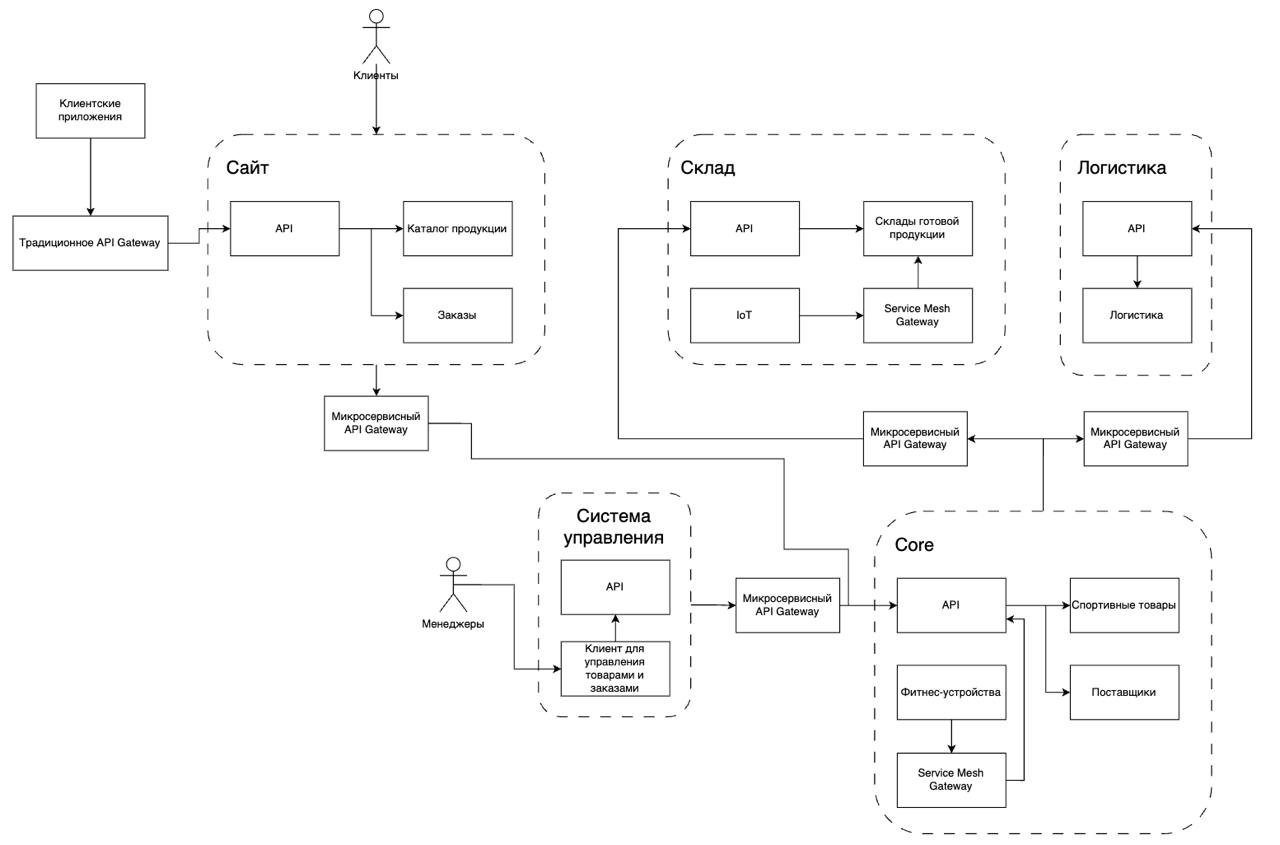 Клиенты
Клиентские
приложения
Традиционное API Gateway
Сайт
API
Каталог продукции
Заказы
Склад
API
Склады готовой
продукции
IoT
Service Mesh
Gateway
Логистика
API
Логистика
Микросервисный
API Gateway
Микросервисный
API Gateway
Микросервисный
API Gateway
Система
управления
API
Клиент для
управления
товарами и
заказами
Менеджеры
Микросервисный
API Gateway
Core
API
Спортивные товары
Фитнес-устройства
Поставщики
Service Mesh
Gateway